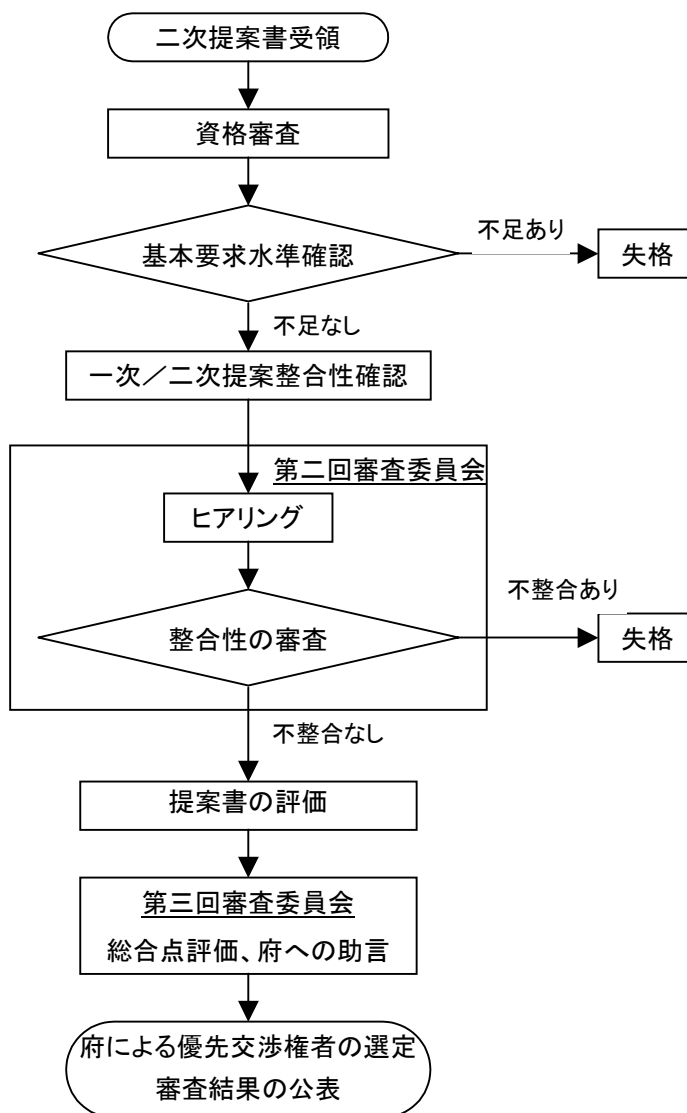 二次提案書受領
資格審査
不足あり
基本要求水準確認
失格
不足なし
一次／二次提案整合性確認
第二回審査委員会
ヒアリング
不整合あり
整合性の審査
失格
不整合なし
提案書の評価
第三回審査委員会
総合点評価、府への助言
府による優先交渉権者の選定
審査結果の公表